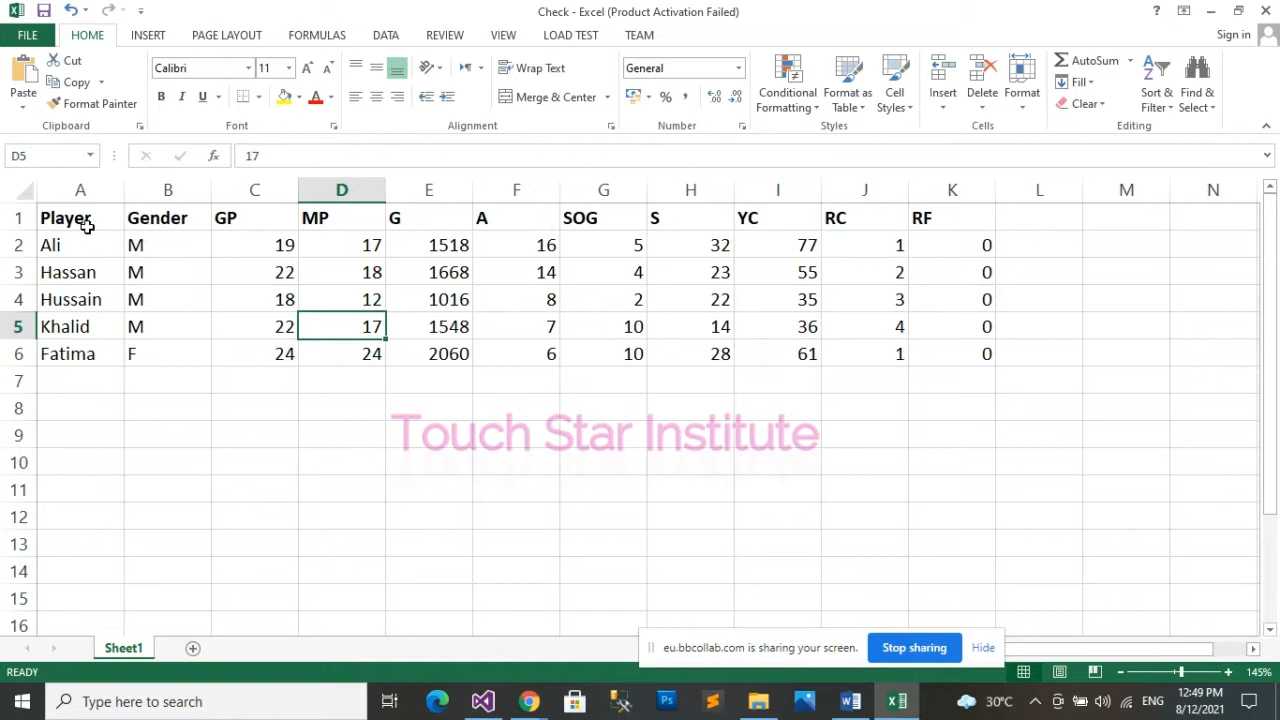 Check - Excel (Product Activation Failed)
FILE HOME INSERT PAGE LAYOUT FORMULAS DATA REVIEW VIEW LOAD TEST TEAM Sign in
Paste
Cut
Copy
Format Painter
Clipboard
Calibri 11
B I U
Font
Wrap Text
Merge & Center
Alignment
General
Number
Conditional Formatting
Format as Table
Cell Styles
Styles
Insert Delete Format
Cells
AutoSum
Fill
Clear
Sort & Filter
Find & Select
Editing
D5 fx 17
A B C D E F G H I J K L M N
1 Player Gender GP MP G A SOG S YC RC RF
2 Ali M 19 17 1518 16 5 32 77 1 0
3 Hassan M 22 18 1668 14 4 23 55 2 0
4 Hussain M 18 12 1016 8 2 22 35 3 0
5 Khalid M 22 17 1548 7 10 14 36 4 0
6 Fatima F 24 24 2060 6 10 28 61 1 0
7
8
9
10
11
12
13
14
15
16
Touch Star Institute
Sheet1
eu.bbcollab.com is sharing your screen. Stop sharing Hide
READY 145%
Type here to search
30°C ENG
12:49 PM
8/12/2021